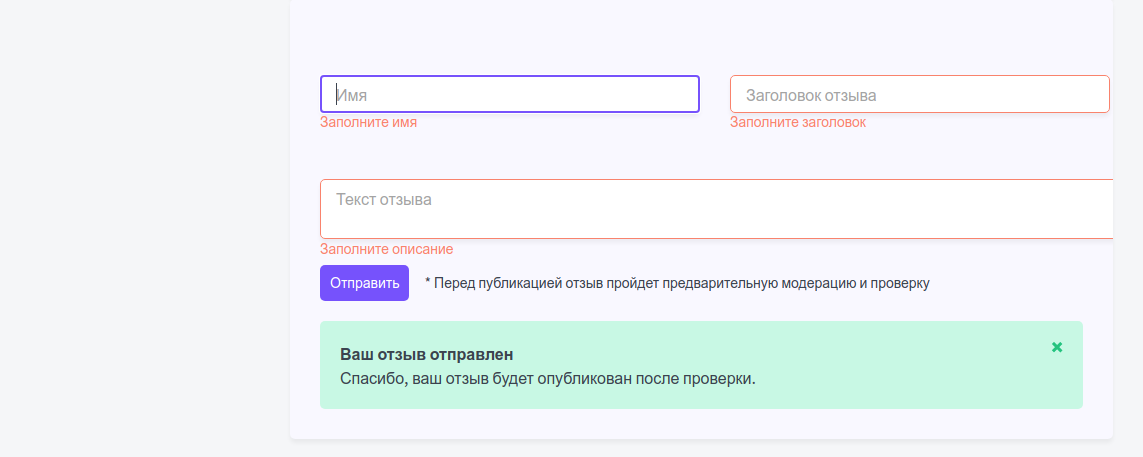 Имя
Заголовок отзыва
Заполните имя
Заполните заголовок
Текст отзыва
Заполните описание
Отправить
* Перед публикацией отзыв пройдет предварительную модерацию и проверку
Ваш отзыв отправлен
Спасибо, ваш отзыв будет опубликован после проверки.